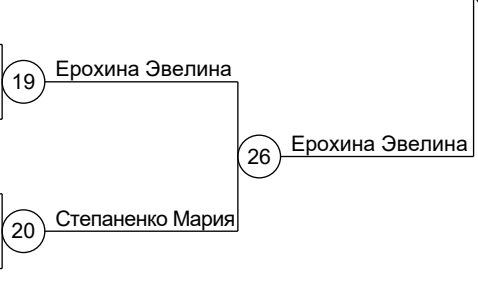 19 Ерохина Эвелина
26 Ерохина Эвелина
20 Степаненко Мария